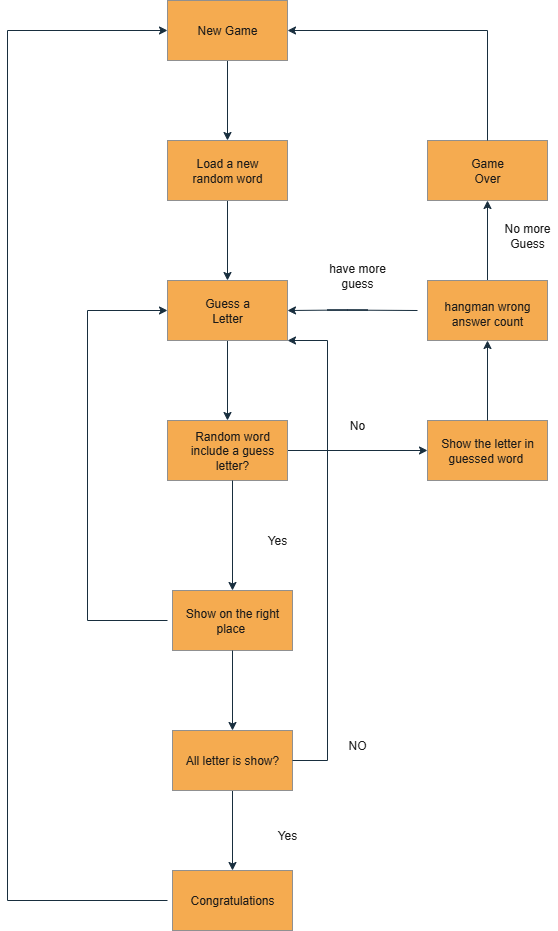 New Game
Load a new
random word
Game
Over
No more
Guess
have more
guess
Guess a
Letter
hangman wrong
answer count
Random word
include a guess
letter?
No
Show the letter in
guessed word
Yes
Show on the right
place
All letter is show?
NO
Yes
Congratulations